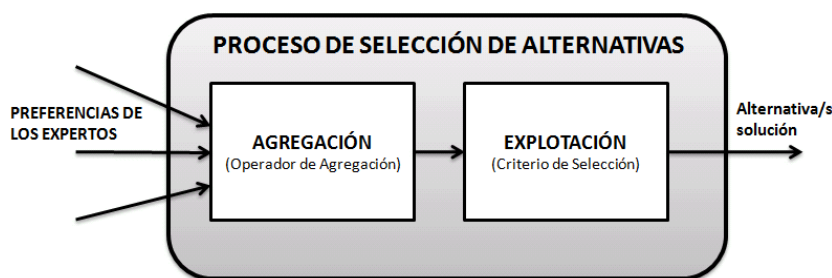 PROCESO DE SELECCIÓN DE ALTERNATIVAS
PREFERENCIAS DE
LOS EXPERTOS
AGREGACIÓN
(Operador de Agregación)
EXPLOTACIÓN
(Criterio de Selección)
Alternativa/s
solución